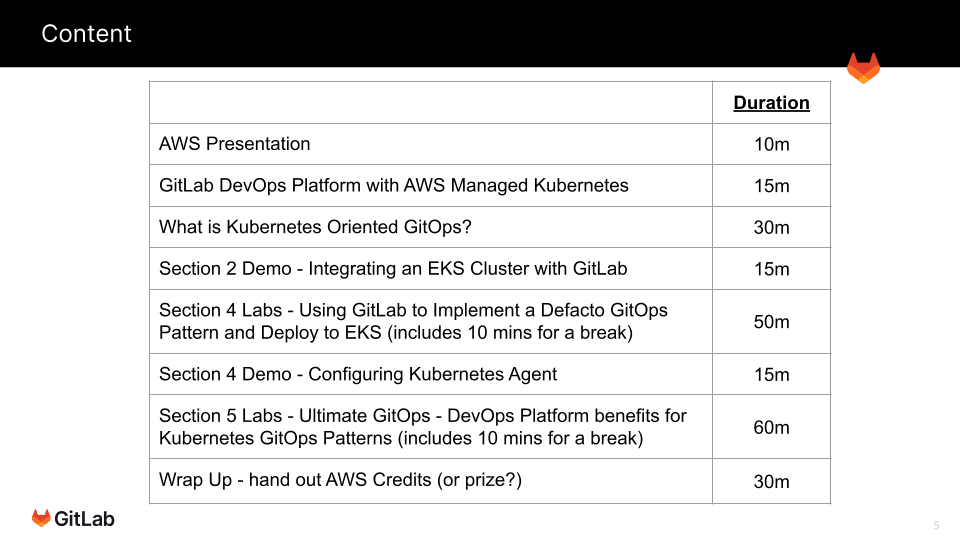 Content
Duration
AWS Presentation
10m
GitLab DevOps Platform with AWS Managed Kubernetes
15m
What is Kubernetes Oriented GitOps?
30m
Section 2 Demo - Integrating an EKS Cluster with GitLab
15m
Section 4 Labs - Using GitLab to Implement a Defacto GitOps
Pattern and Deploy to EKS (includes 10 mins for a break)
50m
Section 4 Demo - Configuring Kubernetes Agent
15m
Section 5 Labs - Ultimate GitOps - DevOps Platform benefits for
Kubernetes GitOps Patterns (includes 10 mins for a break)
60m
Wrap Up - hand out AWS Credits (or prize?)
30m
GitLab
5